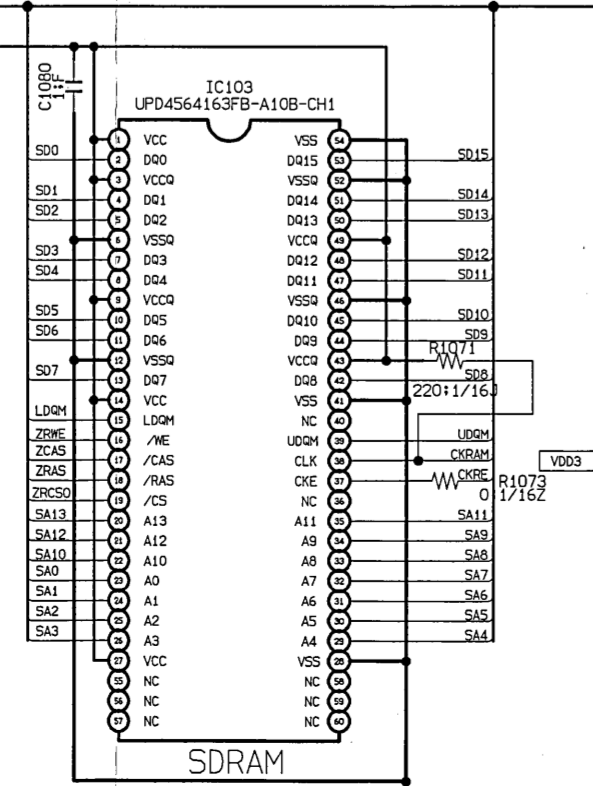 C1080
1:F
IC103
UPD4564163FB-A10B-CH1
1 VCC VSS 54
SD0 2 DQ0 DQ15 53 SD15
3 VCCQ VSSQ 52
SD1 4 DQ1 DQ14 51 SD14
SD2 5 DQ2 DQ13 50 SD13
6 VSSQ VCCQ 49
SD3 7 DQ3 DQ12 48 SD12
SD4 8 DQ4 DQ11 47 SD11
9 VCCQ VSSQ 46
SD5 10 DQ5 DQ10 45 SD10
SD6 11 DQ6 DQ9 44 SD9
R1071
12 VSSQ VCCQ 43
SD7 13 DQ7 DQ8 42 SD8
220:1/16J
14 VCC VSS 41
LDQM 15 LDQM NC 40
ZRWE 16 /WE UDQM 39 UDQM
ZCAS 17 /CAS CLK 38 CKRAM
VDD3
ZRAS 18 /RAS CKE 37 CKRE R1073
0:1/16Z
ZRCS0 19 /CS NC 36
SA13 20 A13 A11 35 SA11
SA12 21 A12 A9 34 SA9
SA10 22 A10 A8 33 SA8
SA0 23 A0 A7 32 SA7
SA1 24 A1 A6 31 SA6
SA2 25 A2 A5 30 SA5
SA3 26 A3 A4 29 SA4
27 VCC VSS 28
55 NC NC 58
56 NC NC 59
57 NC NC 60
SDRAM